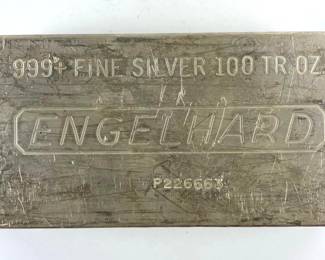 999+ FINE SILVER 100 TR.OZ.
ENGELHARD
P226663